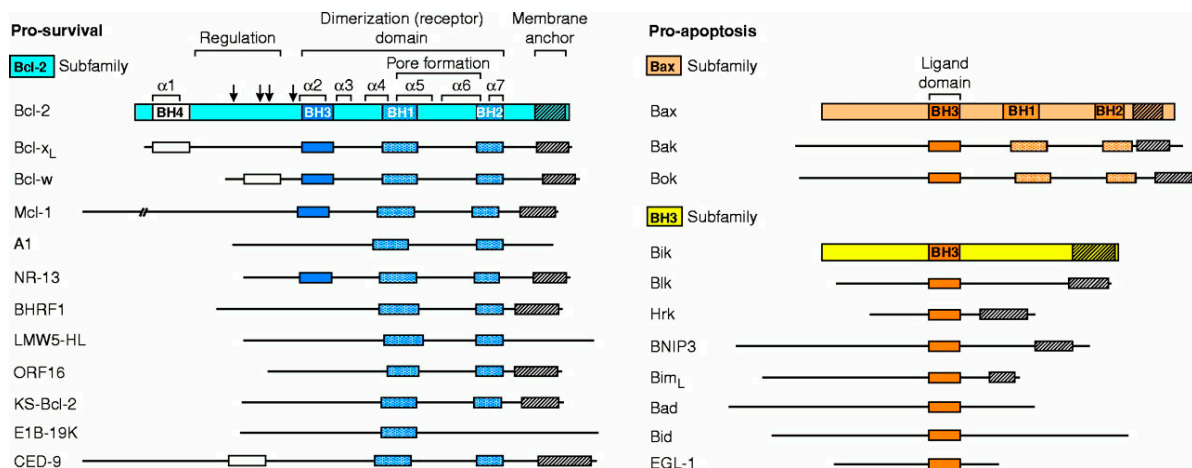 Pro-survival
Bcl-2 Subfamily
Regulation
Dimerization (receptor)
domain
Membrane
anchor
Pore formation
α1
α2
α3
α4
α5
α6
α7
Bcl-2
BH4
BH3
BH1
BH2
Bcl-xL
Bcl-w
Mcl-1
A1
NR-13
BHRF1
LMW5-HL
ORF16
KS-Bcl-2
E1B-19K
CED-9
Pro-apoptosis
Bax Subfamily
Ligand
domain
Bax
BH3
BH1
BH2
Bak
Bok
BH3 Subfamily
Bik
BH3
Blk
Hrk
BNIP3
BimL
Bad
Bid
EGL-1